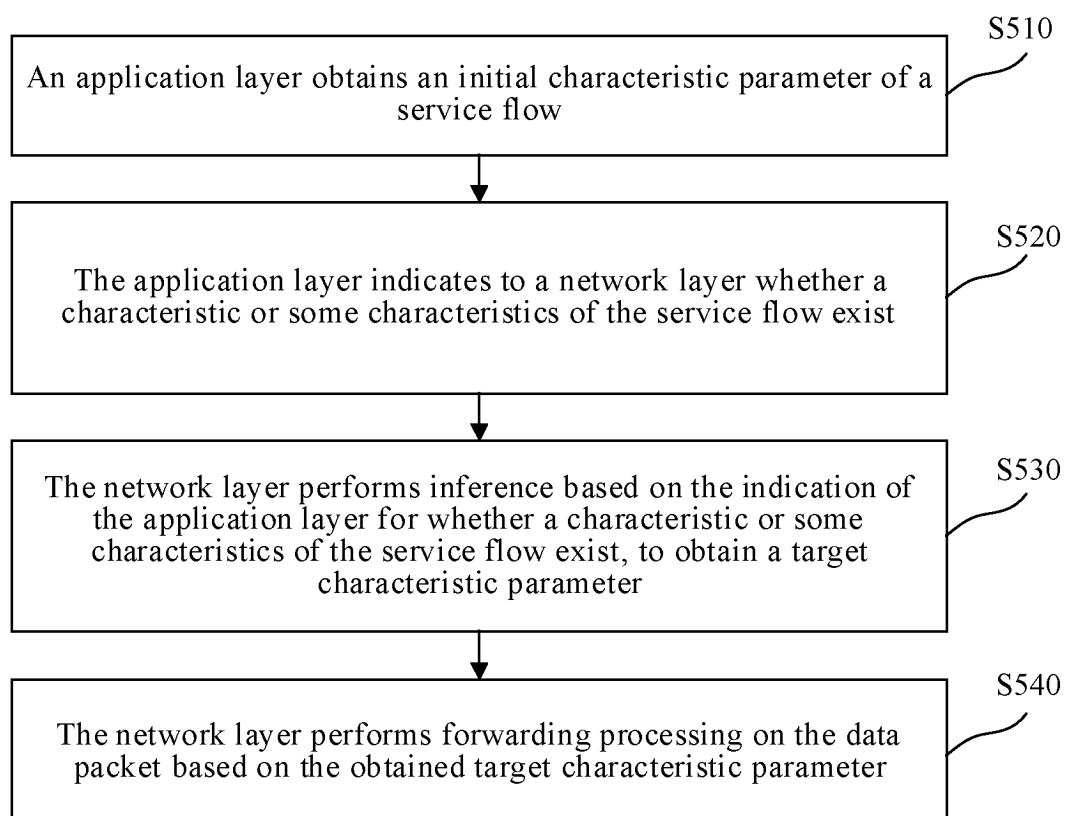 S510
An application layer obtains an initial characteristic parameter of a
service flow
S520
The application layer indicates to a network layer whether a
characteristic or some characteristics of the service flow exist
S530
The network layer performs inference based on the indication of
the application layer for whether a characteristic or some
characteristics of the service flow exist, to obtain a target
characteristic parameter
S540
The network layer performs forwarding processing on the data
packet based on the obtained target characteristic parameter